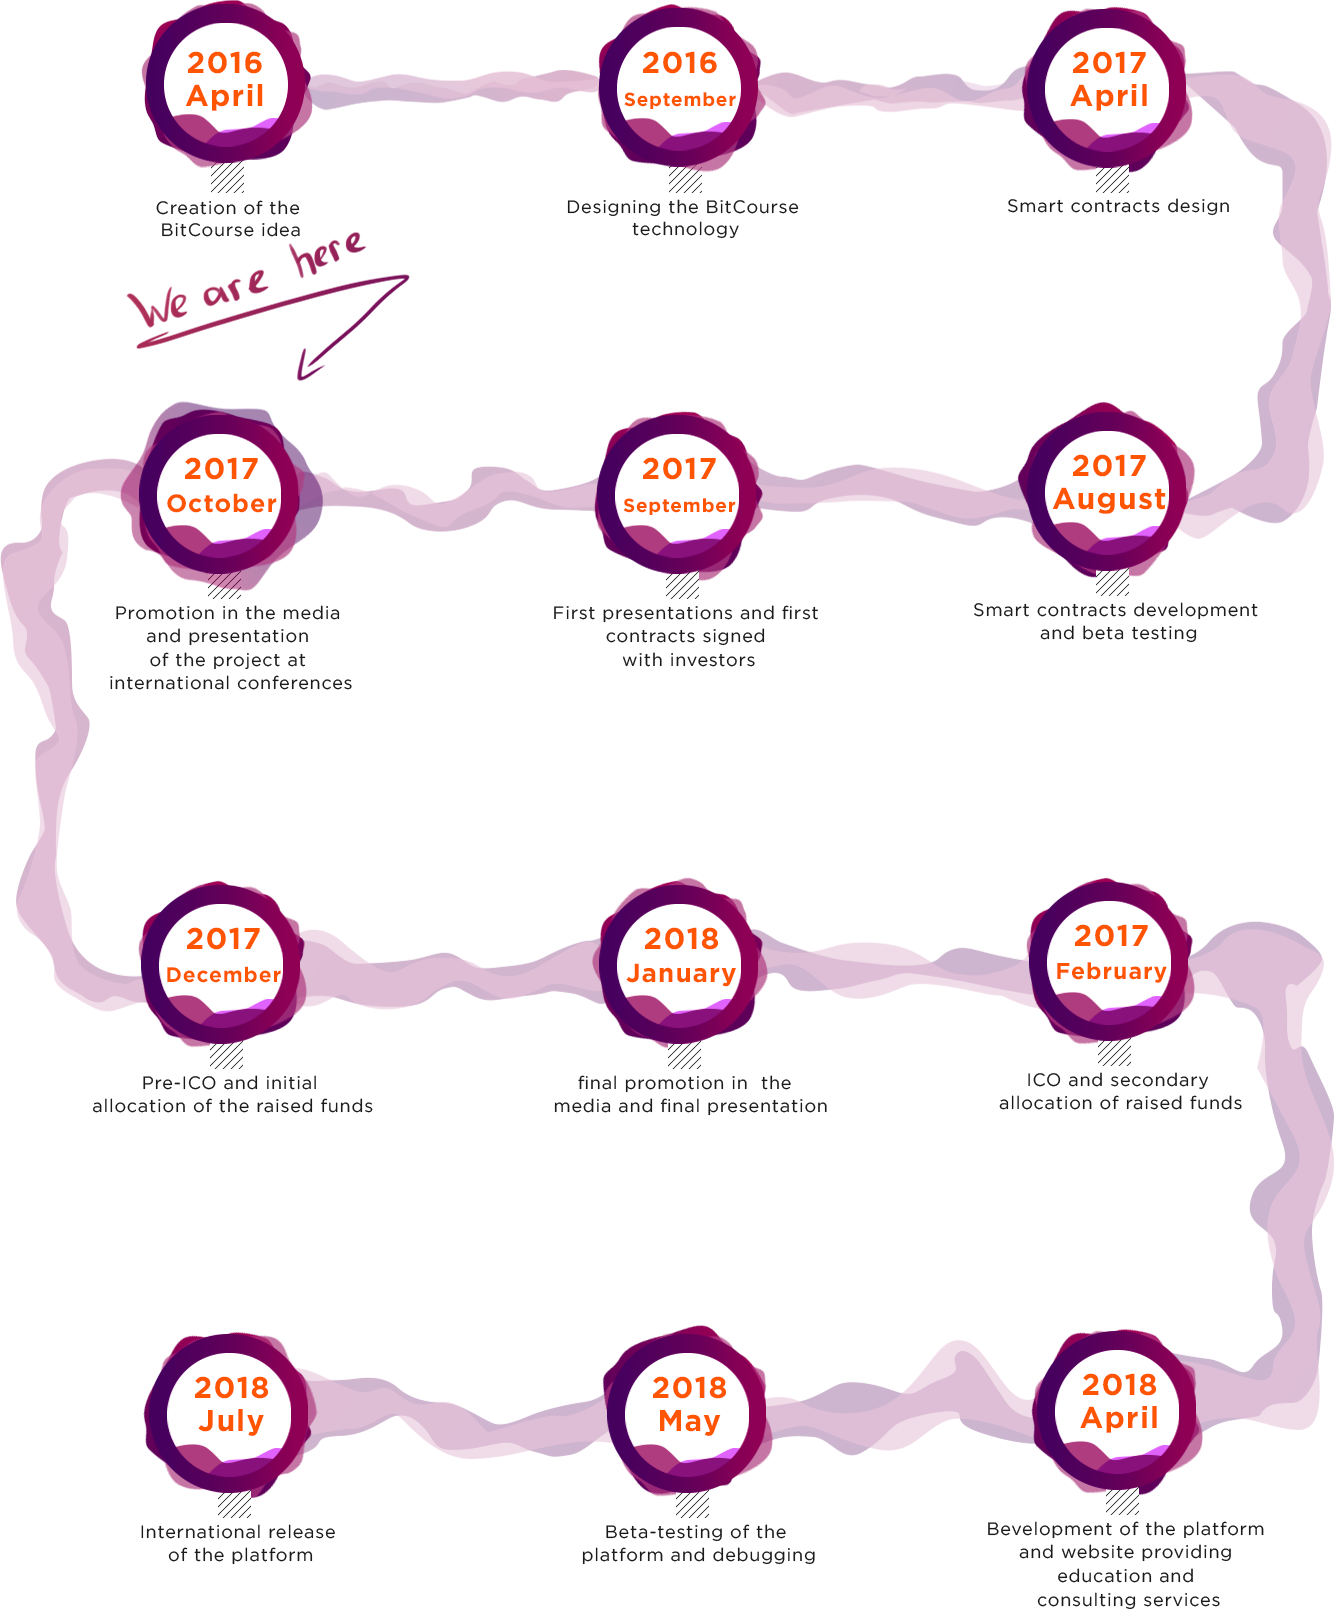 2016
April
Creation of the
BitCourse idea
2016
September
Designing the BitCourse
technology
2017
April
Smart contracts design
We are here
2017
August
Smart contracts development
and beta testing
2017
September
First presentations and first
contracts signed
with investors
2017
October
Promotion in the media
and presentation
of the project at
international conferences
2017
December
Pre-ICO and initial
allocation of the raised funds
2018
January
final promotion in the
media and final presentation
2017
February
ICO and secondary
allocation of raised funds
2018
April
Bevelopment of the platform
and website providing
education and
consulting services
2018
May
Beta-testing of the
platform and debugging
2018
July
International release
of the platform